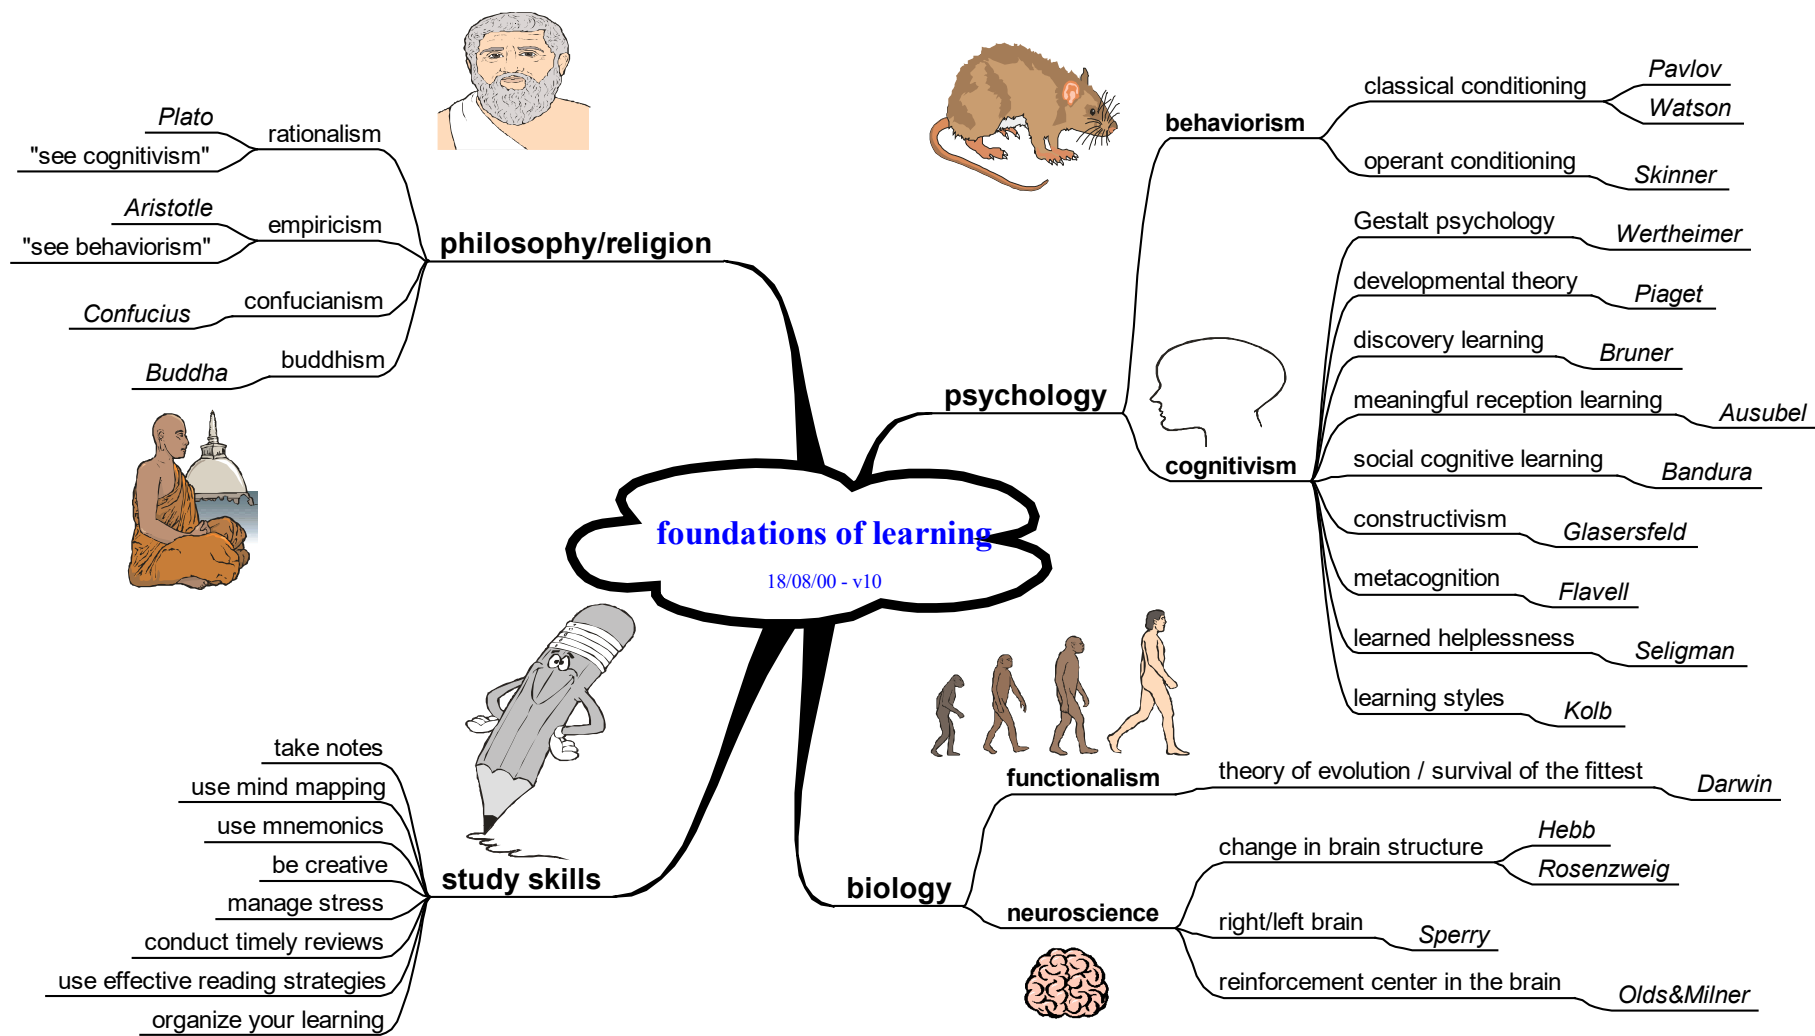 foundations of learning
18/08/00 - v10
philosophy/religion
rationalism
Plato
"see cognitivism"
empiricism
Aristotle
"see behaviorism"
confucianism
Confucius
buddhism
Buddha
psychology
behaviorism
classical conditioning
Pavlov
Watson
operant conditioning
Skinner
cognitivism
Gestalt psychology
Wertheimer
developmental theory
Piaget
discovery learning
Bruner
meaningful reception learning
Ausubel
social cognitive learning
Bandura
constructivism
Glasersfeld
metacognition
Flavell
learned helplessness
Seligman
learning styles
Kolb
biology
functionalism
theory of evolution / survival of the fittest
Darwin
neuroscience
change in brain structure
Hebb
Rosenzweig
right/left brain
Sperry
reinforcement center in the brain
Olds&Milner
study skills
take notes
use mind mapping
use mnemonics
be creative
manage stress
conduct timely reviews
use effective reading strategies
organize your learning